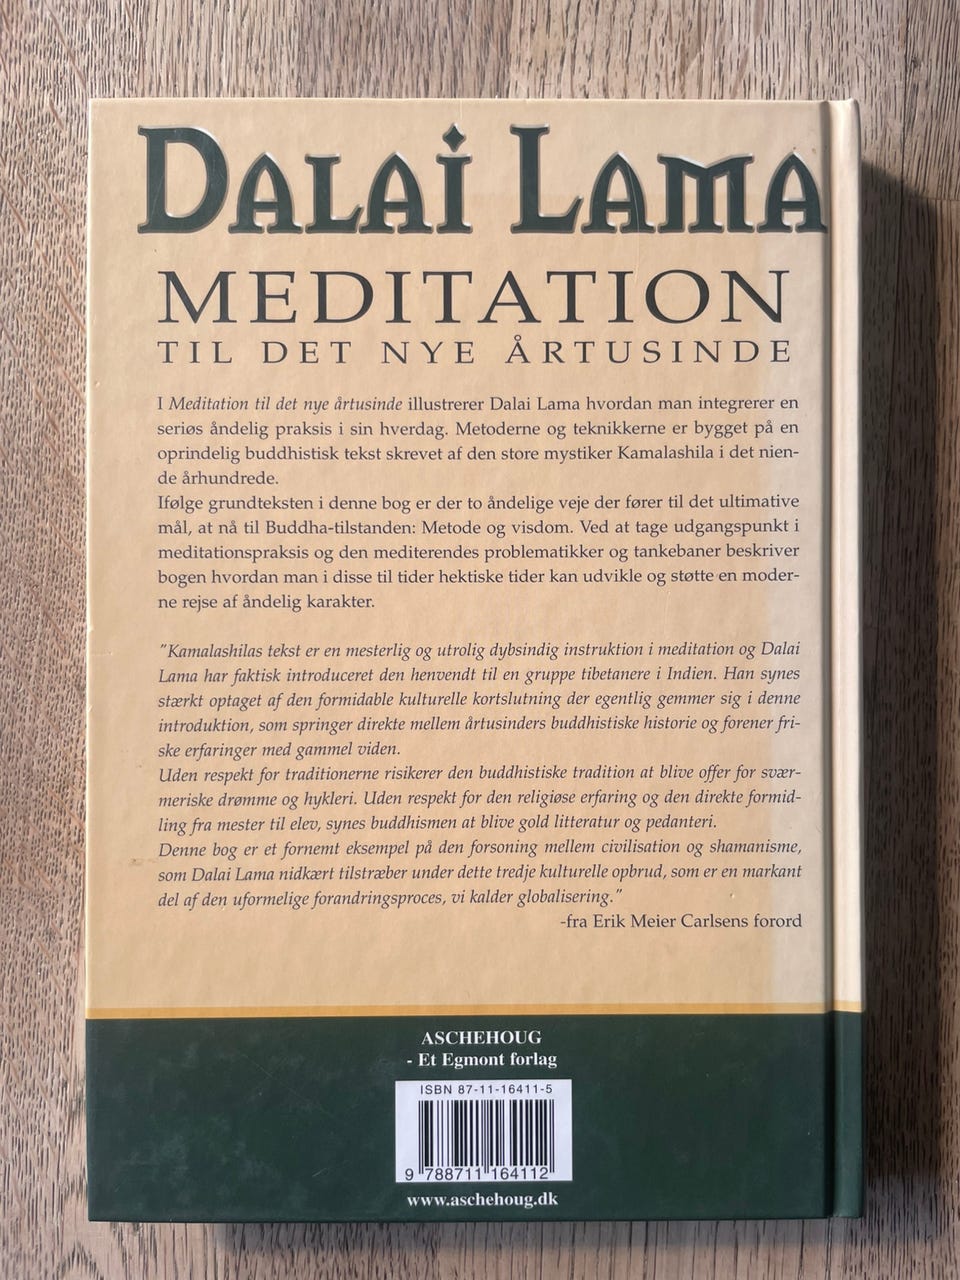 DALAI LAMA
MEDITATION
TIL DET NYE ÅRTUSINDE
I Meditation til det nye årtusinde illustrerer Dalai Lama hvordan man integrerer en
seriøs åndelig praksis i sin hverdag. Metoderne og teknikkerne er bygget på en
oprindelig buddhistisk tekst skrevet af den store mystiker Kamalashila i det nien-
de århundrede.
Ifølge grundteksten i denne bog er der to åndelige veje der fører til det ultimative
mål, at nå til Buddha-tilstanden: Metode og visdom. Ved at tage udgangspunkt i
meditationspraksis og den mediterendes problematikker og tankebaner beskriver
bogen hvordan man i disse til tider hektiske tider kan udvikle og støtte en moder-
ne rejse af åndelig karakter.
"Kamalashilas tekst er en mesterlig og utrolig dybsindig instruktion i meditation og Dalai
Lama har faktisk introduceret den henvendt til en gruppe tibetanere i Indien. Han synes
stærkt optaget af den formidable kulturelle kortslutning der egentlig gemmer sig i denne
introduktion, som springer direkte mellem årtusinders buddhistiske historie og forener fri-
ske erfaringer med gammel viden.
Uden respekt for traditionerne risikerer den buddhistiske tradition at blive offer for svær-
meriske drømme og hykleri. Uden respekt for den religiøse erfaring og den direkte formid-
ling fra mester til elev, synes buddhismen at blive gold litteratur og pedanteri.
Denne bog er et fornemt eksempel på den forsoning mellem civilisation og shamanisme,
som Dalai Lama nidkært tilstræber under dette tredje kulturelle opbrud, som er en markant
del af den uformelige forandringsproces, vi kalder globalisering."
-fra Erik Meier Carlsens forord
ASCHEHOUG
- Et Egmont forlag
ISBN 87-11-16411-5
9 788711 164112
www.aschehoug.dk